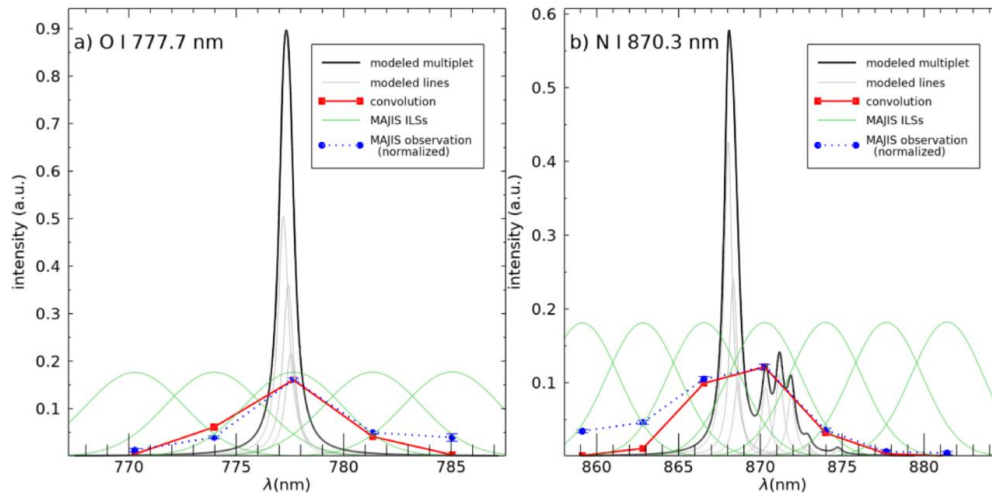 a) O I 777.7 nm
modeled multiplet
modeled lines
convolution
MAJIS ILSs
MAJIS observation
(normalized)
intensity (a.u.)
0.9
0.8
0.7
0.6
0.5
0.4
0.3
0.2
0.1
770
775
780
785
λ(nm)
b) N I 870.3 nm
modeled multiplet
modeled lines
convolution
MAJIS ILSs
MAJIS observation
(normalized)
intensity (a.u.)
0.6
0.5
0.4
0.3
0.2
0.1
860
865
870
875
880
λ(nm)